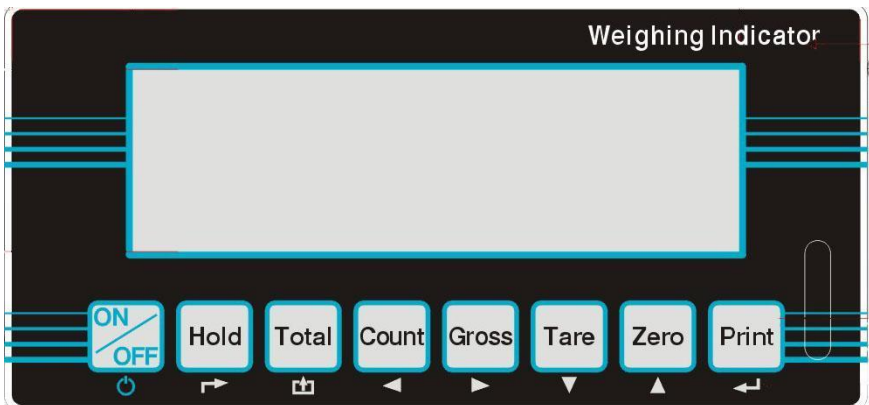 Weighing Indicator
ON
OFF
Hold
Total
Count
Gross
Tare
Zero
Print